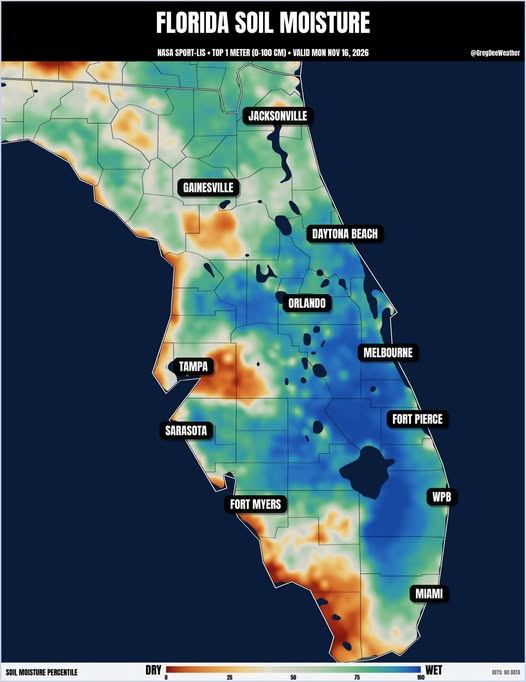 FLORIDA SOIL MOISTURE
NASA SPORT-LIS • TOP 1 METER (0-100 CM) • VALID MON NOV 16, 2026
@GregDeeWeather
JACKSONVILLE
GAINESVILLE
DAYTONA BEACH
ORLANDO
MELBOURNE
TAMPA
FORT PIERCE
SARASOTA
WPB
FORT MYERS
MIAMI
SOIL MOISTURE PERCENTILE
DRY
WET
KEYS: NO DATA
0 25 50 75 100